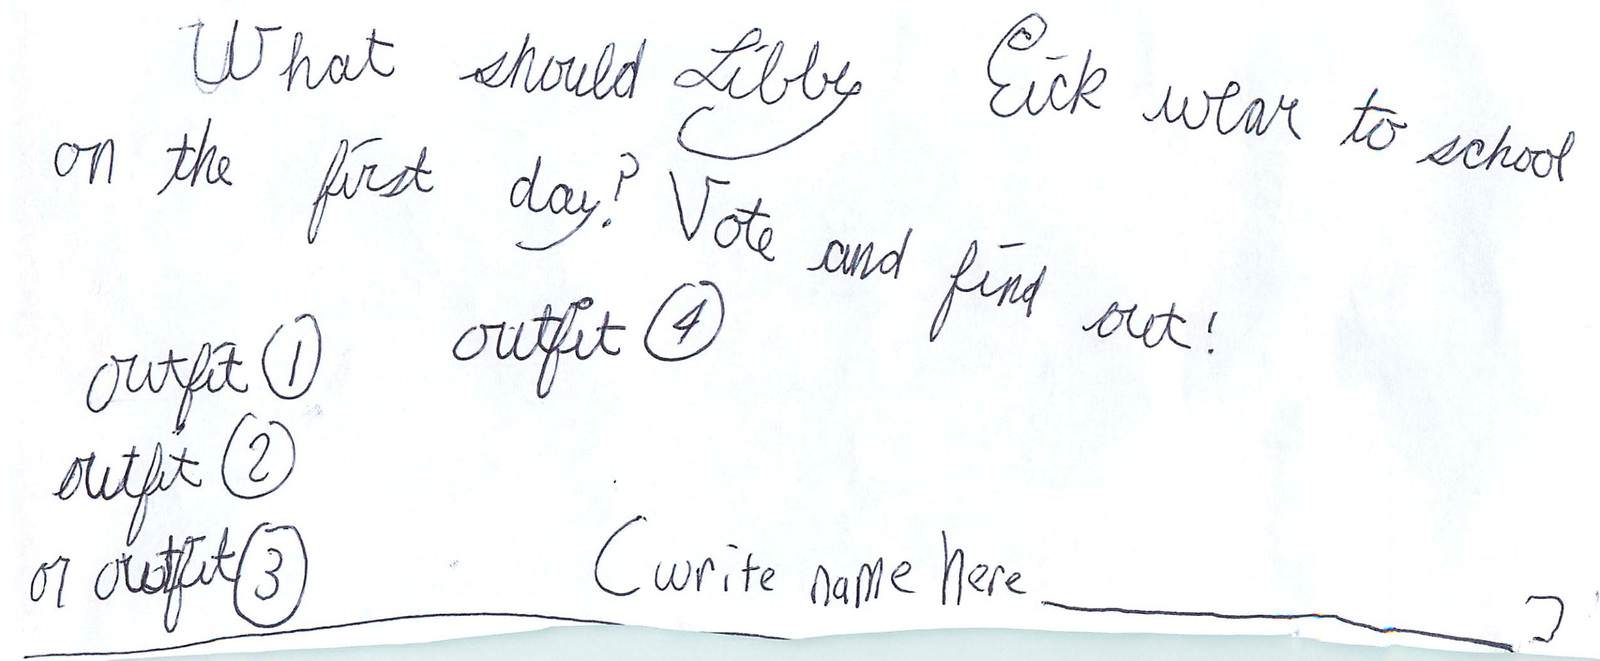 What should Libby Eick wear to school
on the first day? Vote and find out!
outfit 1 outfit 4
outfit 2
or outfit 3
(write name here ________)